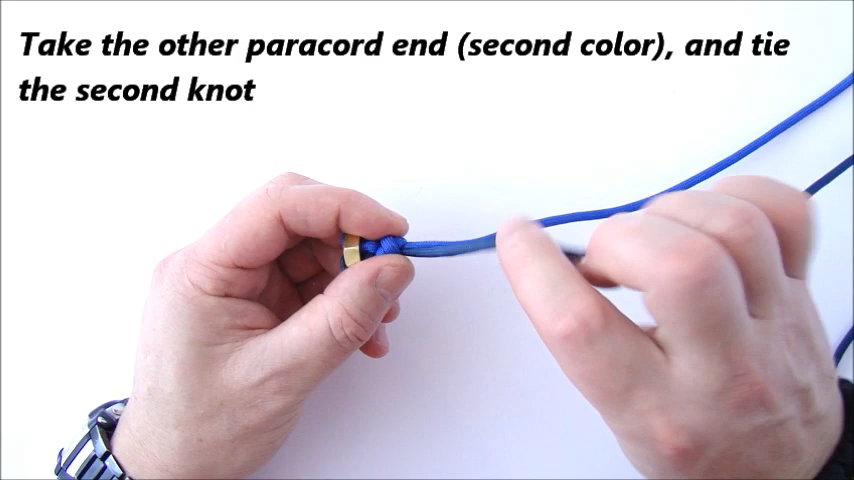 Take the other paracord end (second color), and tie
the second knot